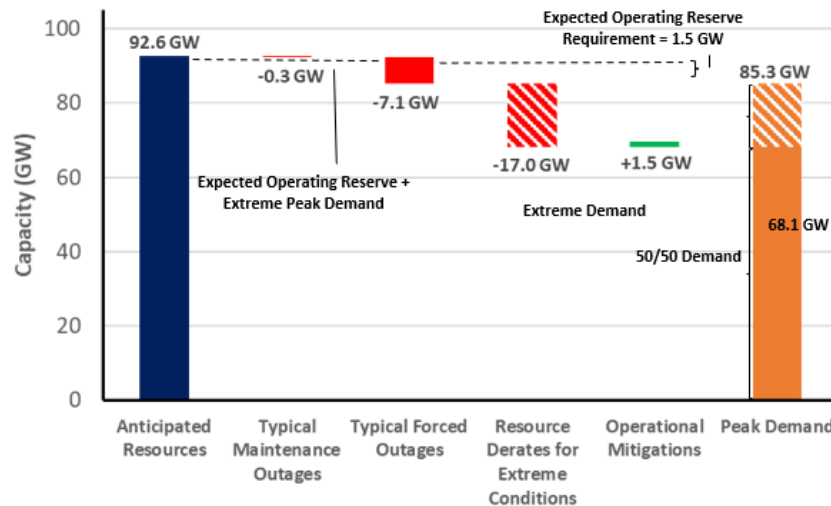 Expected Operating Reserve
Requirement = 1.5 GW
100
92.6 GW
-0.3 GW
85.3 GW
80
-7.1 GW
-17.0 GW
+1.5 GW
60
Expected Operating Reserve +
Extreme Peak Demand
Extreme Demand
68.1 GW
50/50 Demand
40
20
0
Capacity (GW)
Anticipated
Resources
Typical
Maintenance
Outages
Typical Forced
Outages
Resource
Derates for
Extreme
Conditions
Operational
Mitigations
Peak Demand